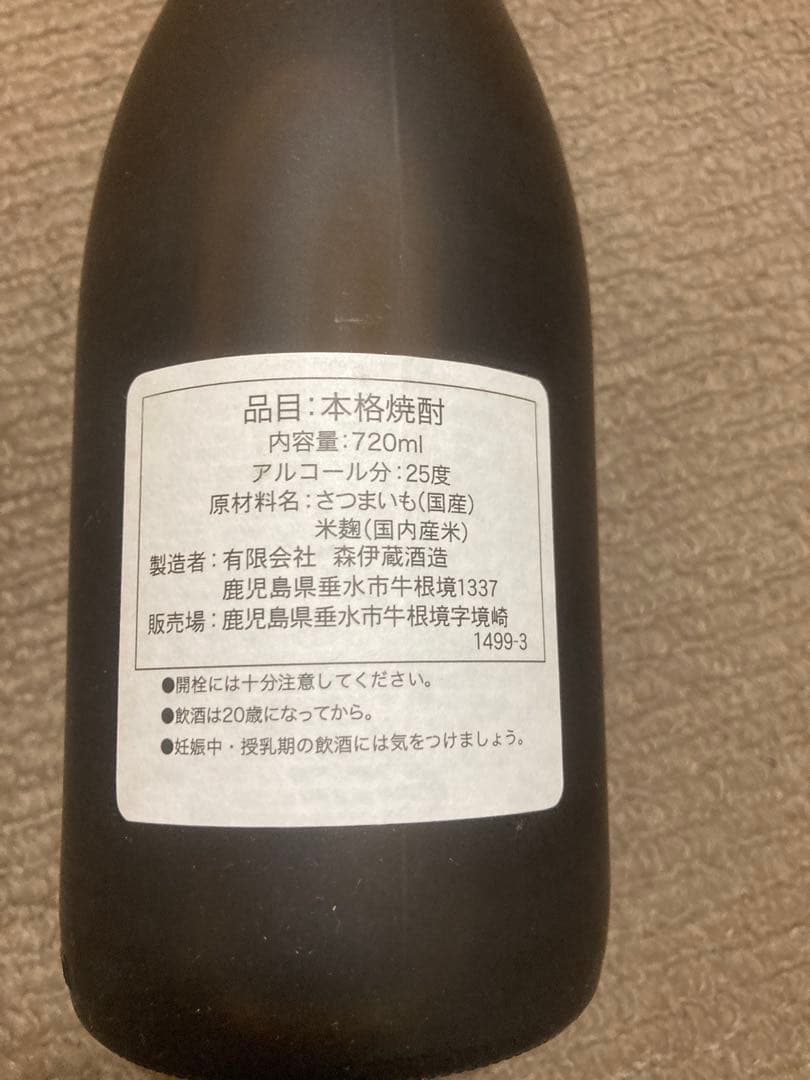 品目：本格焼酎
内容量：720ml
アルコール分：25度
原材料名：さつまいも（国産）
米麹（国内産米）
製造者：有限会社　森伊蔵酒造
鹿児島県垂水市牛根境1337
販売場：鹿児島県垂水市牛根境字境崎
1499-3
●開栓には十分注意してください。
●飲酒は20歳になってから。
●妊娠中・授乳期の飲酒には気をつけましょう。